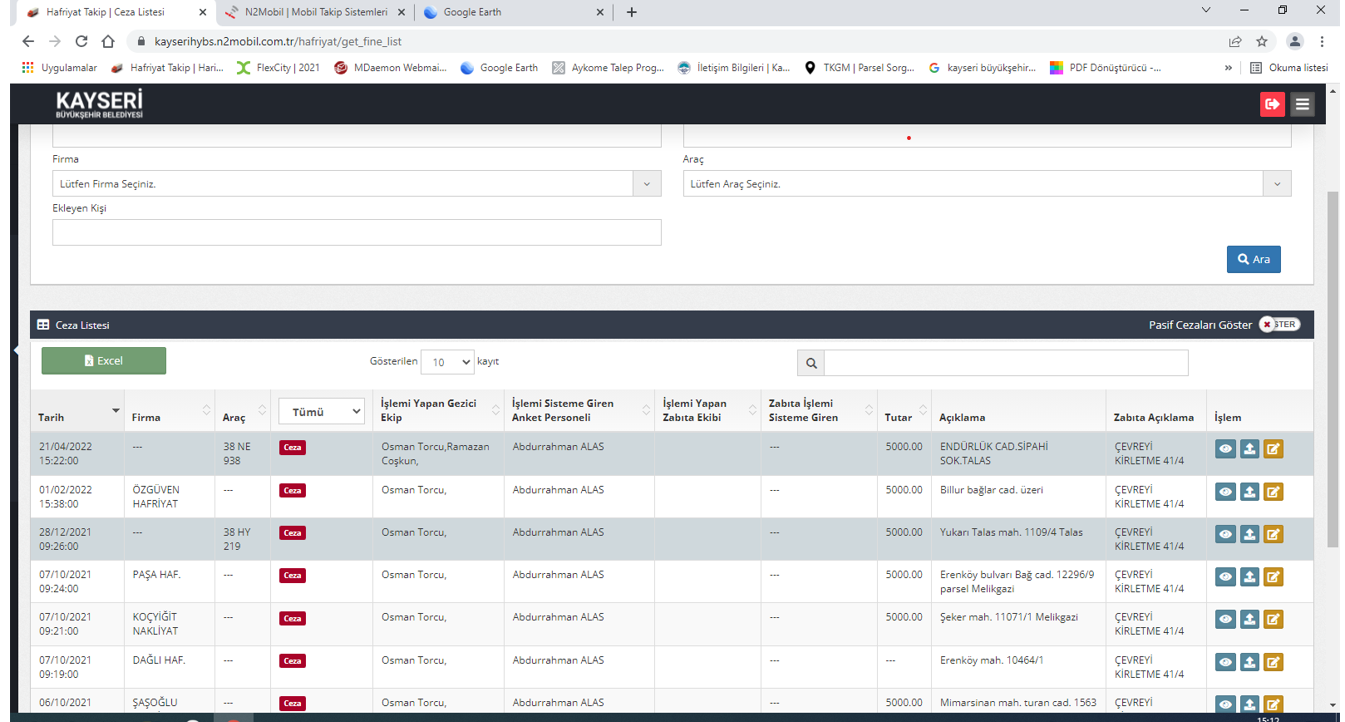 Hafriyat Takip | Ceza Listesi
N2Mobil | Mobil Takip Sistemleri
Google Earth
kayserihybs.n2mobil.com.tr/hafriyat/get_fine_list
Uygulamalar
Hafriyat Takip | Hari...
FlexCity | 2021
MDaemon Webmai...
Google Earth
Aykome Talep Prog...
İletişim Bilgileri | Ka...
TKGM | Parsel Sorg...
kayseri büyükşehir...
PDF Dönüştürücü -...
»
Okuma listesi
KAYSERİ
BÜYÜKŞEHİR BELEDİYESİ
Firma
Araç
Lütfen Firma Seçiniz.
Lütfen Araç Seçiniz.
Ekleyen Kişi
Ara
Ceza Listesi
Pasif Cezaları Göster
STER
Excel
Gösterilen 10 kayıt
Tarih
Firma
Araç
Tümü
İşlemi Yapan Gezici
Ekip
İşlemi Sisteme Giren
Anket Personeli
İşlemi Yapan
Zabıta Ekibi
Zabıta İşlemi
Sisteme Giren
Tutar
Açıklama
Zabıta Açıklama
İşlem
21/04/2022
15:22:00
---
38 NE
938
Ceza
Osman Torcu,Ramazan
Coşkun,
Abdurrahman ALAS
---
5000.00
ENDÜRLÜK CAD.SİPAHİ
SOK.TALAS
ÇEVREYİ
KİRLETME 41/4
01/02/2022
15:38:00
ÖZGÜVEN
HAFRİYAT
---
Ceza
Osman Torcu,
Abdurrahman ALAS
---
5000.00
Billur bağlar cad. üzeri
ÇEVREYİ
KİRLETME 41/4
28/12/2021
09:26:00
---
38 HY
219
Ceza
Osman Torcu,
Abdurrahman ALAS
---
5000.00
Yukarı Talas mah. 1109/4 Talas
ÇEVREYİ
KİRLETME 41/4
07/10/2021
09:24:00
PAŞA HAF.
---
Ceza
Osman Torcu,
Abdurrahman ALAS
---
5000.00
Erenköy bulvarı Bağ cad. 12296/9
parsel Melikgazi
ÇEVREYİ
KİRLETME 41/4
07/10/2021
09:21:00
KOÇYİĞİT
NAKLİYAT
---
Ceza
Osman Torcu,
Abdurrahman ALAS
---
5000.00
Şeker mah. 11071/1 Melikgazi
ÇEVREYİ
KİRLETME 41/4
07/10/2021
09:19:00
DAĞLI HAF.
---
Ceza
Osman Torcu,
Abdurrahman ALAS
---
---
Erenköy mah. 10464/1
ÇEVREYİ
KİRLETME 41/4
06/10/2021
ŞAŞOĞLU
---
Ceza
Osman Torcu,
Abdurrahman ALAS
---
5000.00
Mimarsinan mah. turan cad. 1563
ÇEVREYİ
15:12